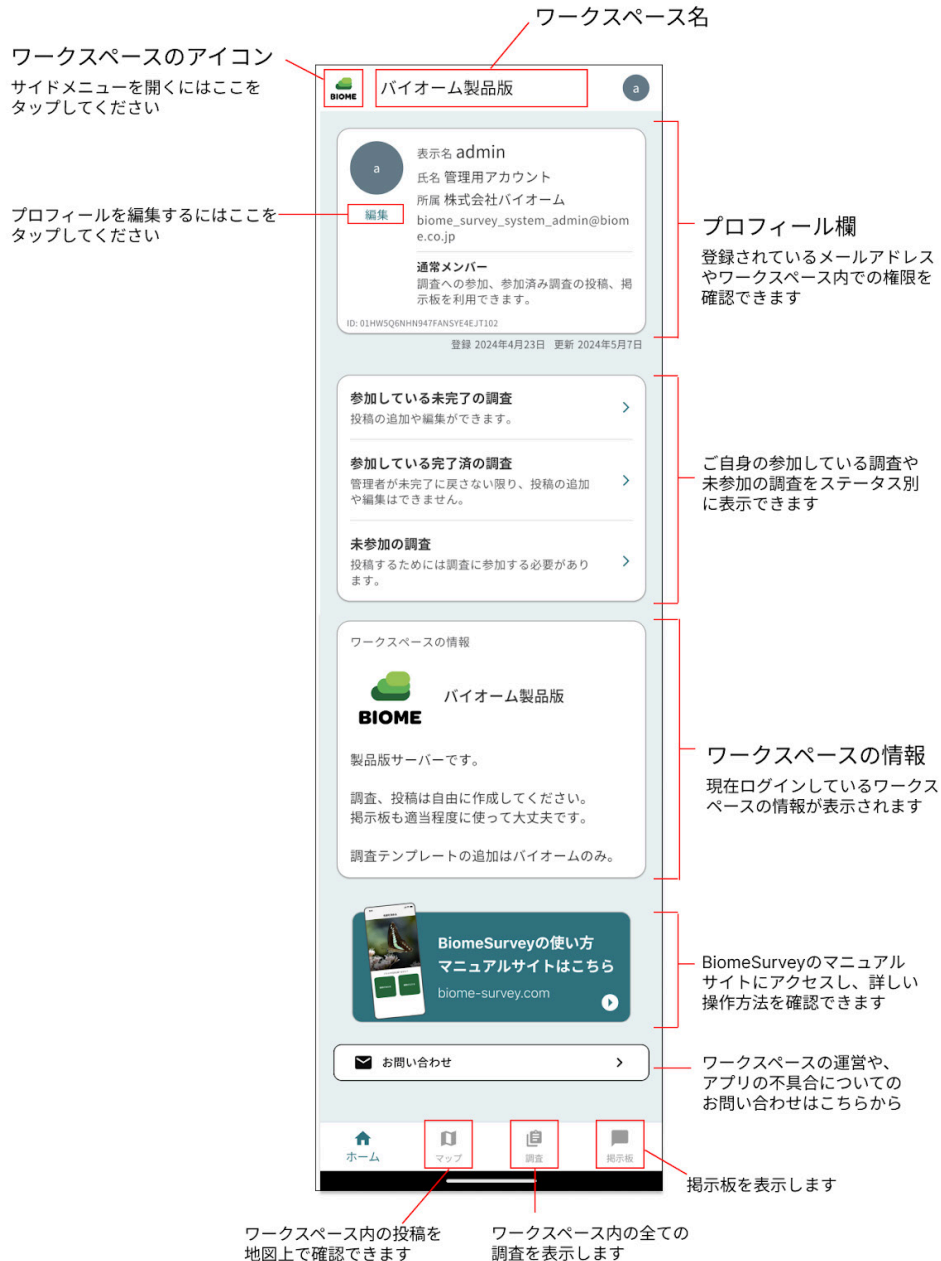 ワークスペース名
ワークスペースのアイコン
サイドメニューを開くにはここを
タップしてください
BIOME
バイオーム製品版
a
a
表示名 admin
氏名 管理用アカウント
所属 株式会社バイオーム
biome_survey_system_admin@biom
e.co.jp
編集
プロフィールを編集するにはここを
タップしてください
通常メンバー
調査への参加、参加済み調査の投稿、掲
示板を利用できます。
ID: 01HW5Q6NHN947FANSYE4EJT102
登録 2024年4月23日 更新 2024年5月7日
プロフィール欄
登録されているメールアドレス
やワークスペース内での権限を
確認できます
参加している未完了の調査
投稿の追加や編集ができます。
参加している完了済の調査
管理者が未完了に戻さない限り、投稿の追加
や編集はできません。
未参加の調査
投稿するためには調査に参加する必要があり
ます。
ご自身の参加している調査や
未参加の調査をステータス別
に表示できます
ワークスペースの情報
BIOME
バイオーム製品版
製品版サーバーです。
調査、投稿は自由に作成してください。
掲示板も適当程度に使って大丈夫です。
調査テンプレートの追加はバイオームのみ。
ワークスペースの情報
現在ログインしているワークス
ペースの情報が表示されます
BiomeSurveyの使い方
マニュアルサイトはこちら
biome-survey.com
BiomeSurveyのマニュアル
サイトにアクセスし、詳しい
操作方法を確認できます
お問い合わせ
ワークスペースの運営や、
アプリの不具合についての
お問い合わせはこちらから
ホーム
マップ
調査
掲示板
掲示板を表示します
ワークスペース内の投稿を
地図上で確認できます
ワークスペース内の全ての
調査を表示します